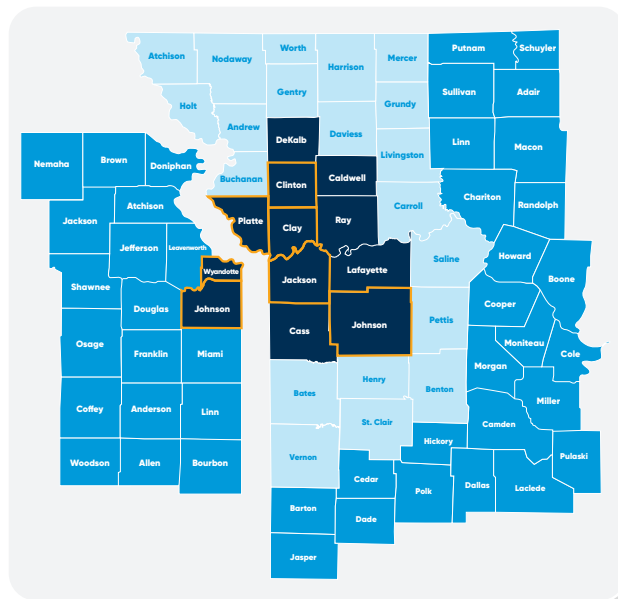 Worth
Putnam
Schuyler
Atchison
Nodaway
Harrison
Mercer
Gentry
Sullivan
Adair
Holt
Grundy
Andrew
DeKalb
Daviess
Linn
Macon
Livingston
Nemaha
Brown
Doniphan
Buchanan
Clinton
Caldwell
Chariton
Randolph
Atchison
Carroll
Jackson
Platte
Clay
Ray
Jefferson
Leavenworth
Howard
Saline
Boone
Wyandotte
Lafayette
Shawnee
Jackson
Cooper
Douglas
Johnson
Johnson
Pettis
Cass
Osage
Moniteau
Franklin
Miami
Cole
Morgan
Henry
Bates
Benton
Miller
Coffey
Anderson
Linn
St. Clair
Camden
Hickory
Vernon
Pulaski
Woodson
Allen
Bourbon
Cedar
Polk
Dallas
Laclede
Barton
Dade
Jasper